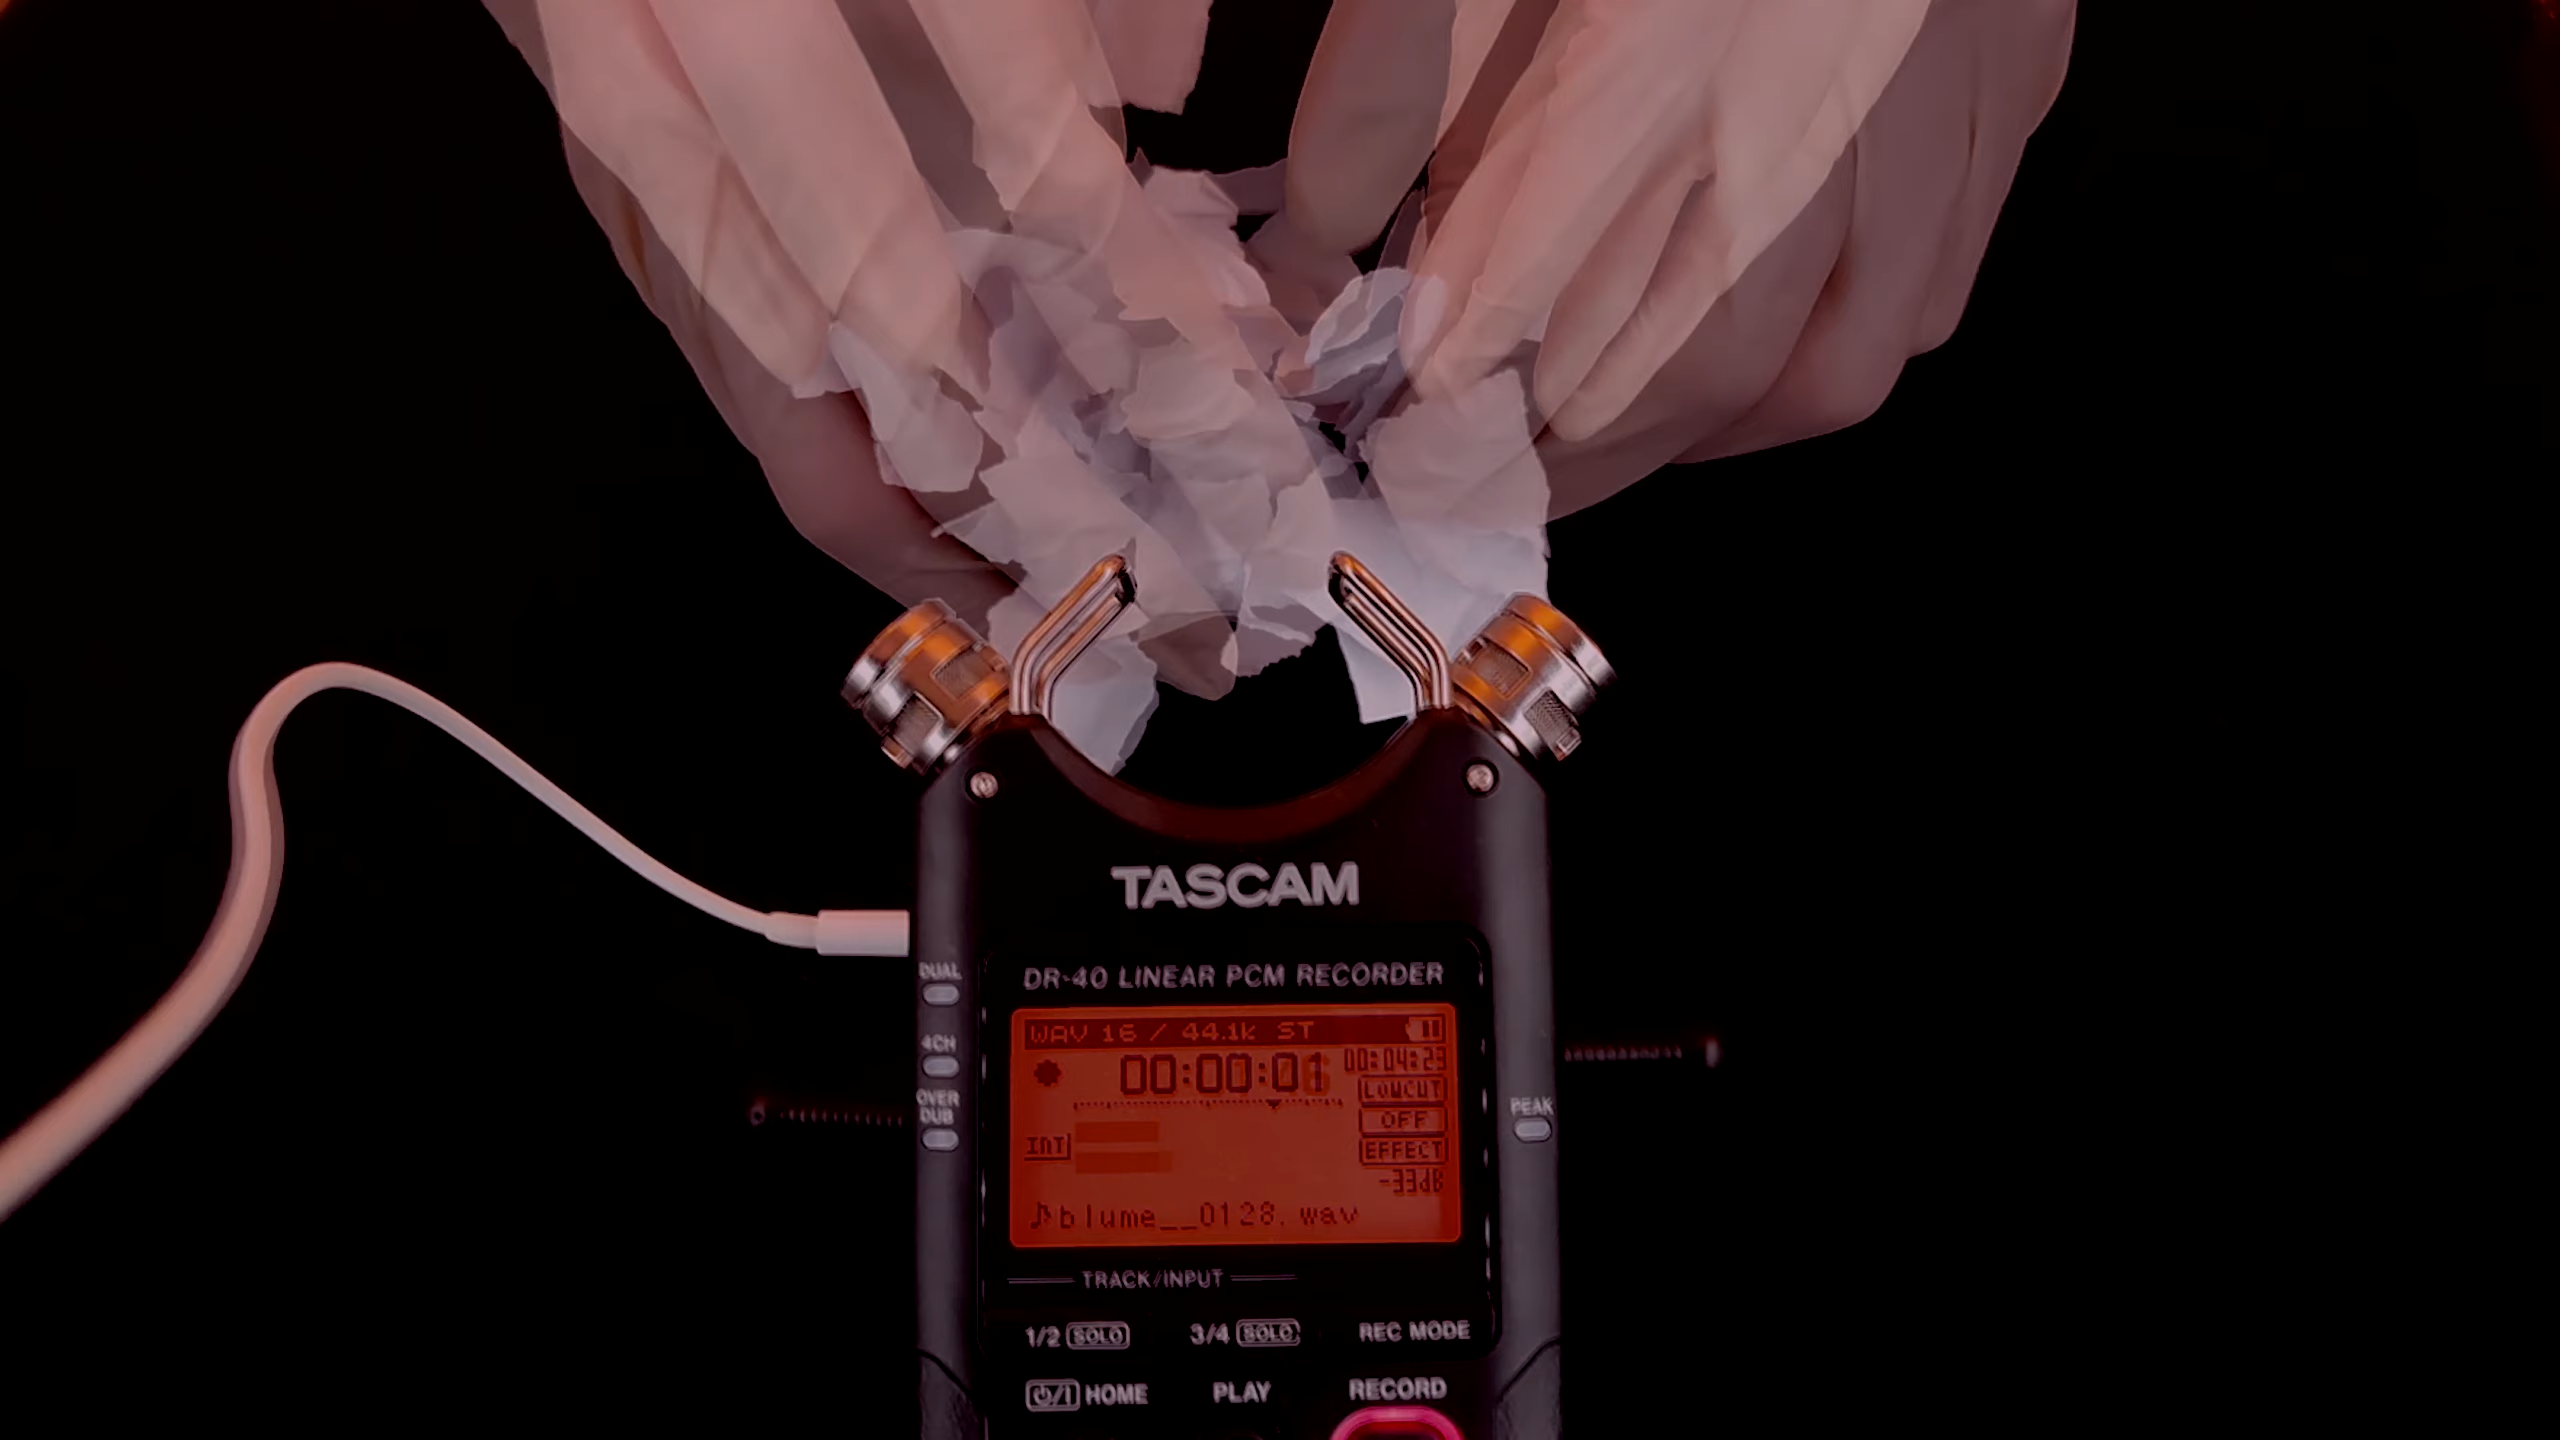 TASCAM
DR-40 LINEAR PCM RECORDER
DUAL
4CH
OVER
DUB
PEAK
WAV 16 / 44.1k ST
00:00:01
00:04:23
LOWCUT
OFF
INT
EFFECT
-33dB
blume__0128.wav
TRACK/INPUT
1/2 SOLO
3/4 SOLO
REC MODE
⏻/I HOME
PLAY
RECORD